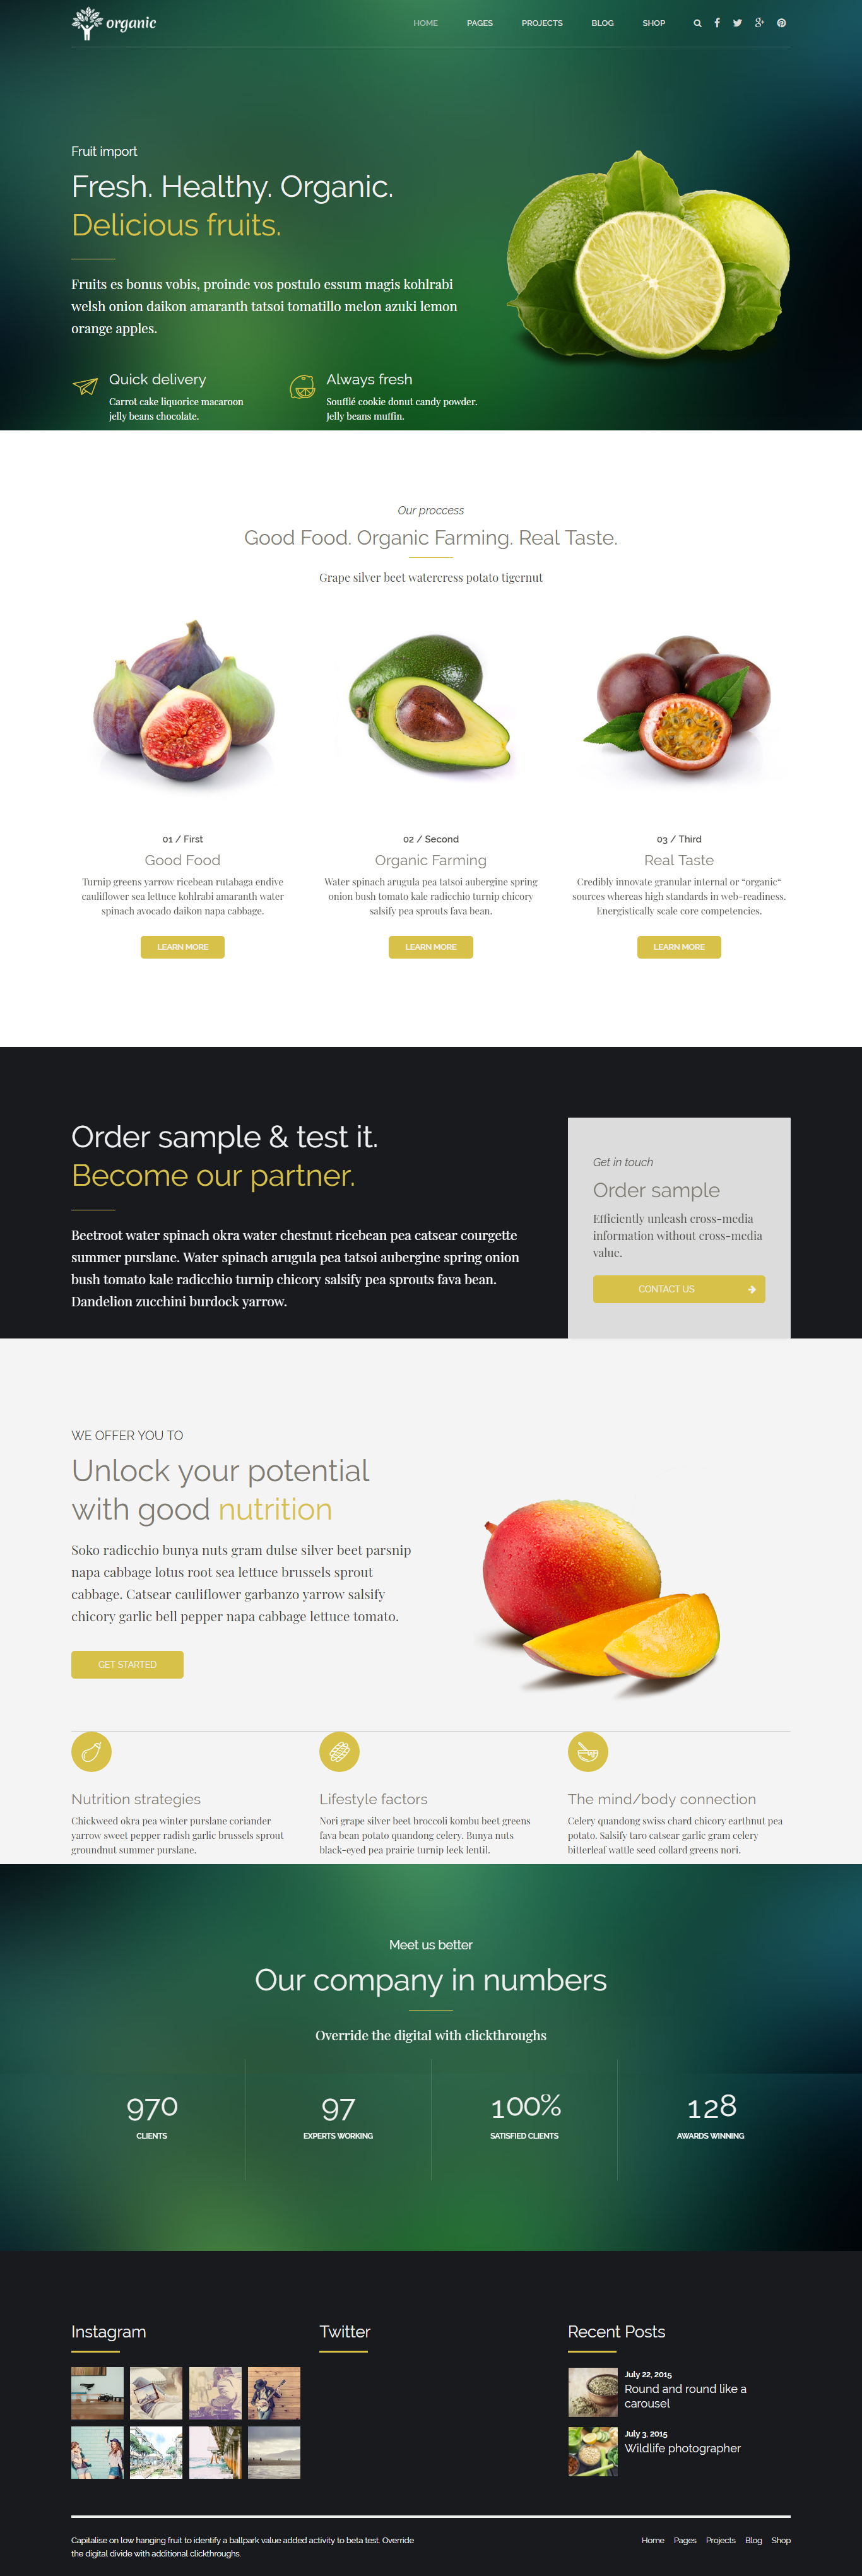 organic
HOME PAGES PROJECTS BLOG SHOP
Fruit import
Fresh. Healthy. Organic.
Delicious fruits.
Fruits es bonus vobis, proinde vos postulo essum magis kohlrabi
welsh onion daikon amaranth tatsoi tomatillo melon azuki lemon
orange apples.
Quick delivery
Carrot cake liquorice macaroon
jelly beans chocolate.
Always fresh
Soufflé cookie donut candy powder.
Jelly beans muffin.
Our proccess
Good Food. Organic Farming. Real Taste.
Grape silver beet watercress potato tigernut
01 / First
Good Food
Turnip greens yarrow ricebean rutabaga endive
cauliflower sea lettuce kohlrabi amaranth water
spinach avocado daikon napa cabbage.
LEARN MORE
02 / Second
Organic Farming
Water spinach arugula pea tatsoi aubergine spring
onion bush tomato kale radicchio turnip chicory
salsify pea sprouts fava bean.
LEARN MORE
03 / Third
Real Taste
Credibly innovate granular internal or “organic“
sources whereas high standards in web-readiness.
Energistically scale core competencies.
LEARN MORE
Order sample & test it.
Become our partner.
Beetroot water spinach okra water chestnut ricebean pea catsear courgette
summer purslane. Water spinach arugula pea tatsoi aubergine spring onion
bush tomato kale radicchio turnip chicory salsify pea sprouts fava bean.
Dandelion zucchini burdock yarrow.
Get in touch
Order sample
Efficiently unleash cross-media
information without cross-media
value.
CONTACT US
WE OFFER YOU TO
Unlock your potential
with good nutrition
Soko radicchio bunya nuts gram dulse silver beet parsnip
napa cabbage lotus root sea lettuce brussels sprout
cabbage. Catsear cauliflower garbanzo yarrow salsify
chicory garlic bell pepper napa cabbage lettuce tomato.
GET STARTED
Nutrition strategies
Chickweed okra pea winter purslane coriander
yarrow sweet pepper radish garlic brussels sprout
groundnut summer purslane.
Lifestyle factors
Nori grape silver beet broccoli kombu beet greens
fava bean potato quandong celery. Bunya nuts
black-eyed pea prairie turnip leek lentil.
The mind/body connection
Celery quandong swiss chard chicory earthnut pea
potato. Salsify taro catsear garlic gram celery
bitterleaf wattle seed collard greens nori.
Meet us better
Our company in numbers
Override the digital with clickthroughs
970
CLIENTS
97
EXPERTS WORKING
100%
SATISFIED CLIENTS
128
AWARDS WINNING
Instagram
Twitter
Recent Posts
July 22, 2015
Round and round like a
carousel
July 3, 2015
Wildlife photographer
Capitalise on low hanging fruit to identify a ballpark value added activity to beta test. Override
the digital divide with additional clickthroughs.
Home Pages Projects Blog Shop